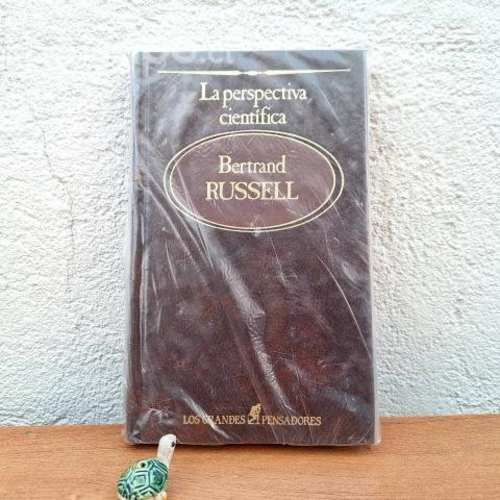 La perspectiva
científica
Bertrand
RUSSELL
LOS GRANDES PENSADORES